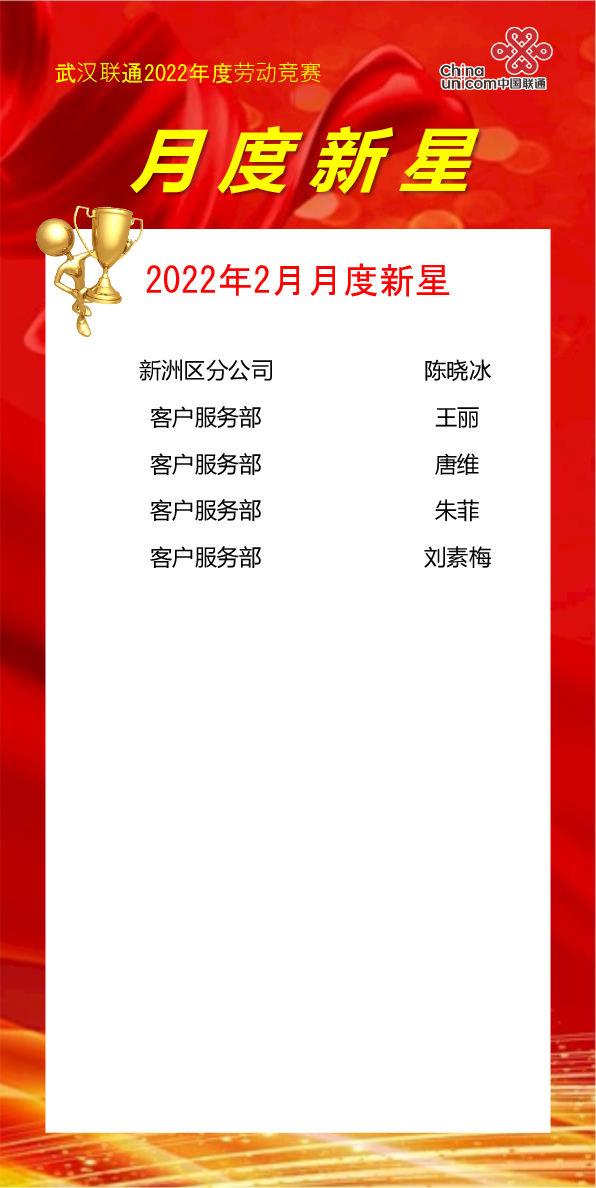 武汉联通2022年度劳动竞赛
China
unicom中国联通
月度新星
2022年2月月度新星
新洲区分公司 陈晓冰
客户服务部 王丽
客户服务部 唐维
客户服务部 朱菲
客户服务部 刘素梅